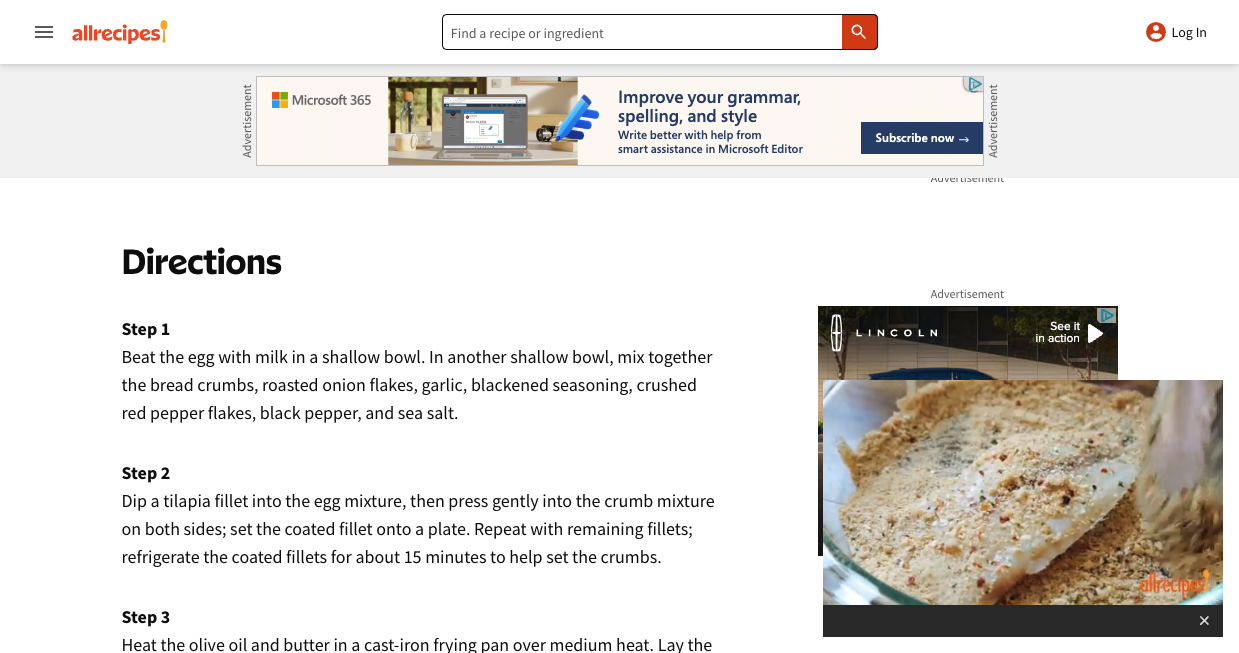 allrecipes
Find a recipe or ingredient
Log In
Advertisement
Microsoft 365
Improve your grammar,
spelling, and style
Write better with help from
smart assistance in Microsoft Editor
Subscribe now →
Advertisement
Advertisement
Directions
Advertisement
LINCOLN
See it
in action
Step 1
Beat the egg with milk in a shallow bowl. In another shallow bowl, mix together
the bread crumbs, roasted onion flakes, garlic, blackened seasoning, crushed
red pepper flakes, black pepper, and sea salt.
Step 2
Dip a tilapia fillet into the egg mixture, then press gently into the crumb mixture
on both sides; set the coated fillet onto a plate. Repeat with remaining fillets;
refrigerate the coated fillets for about 15 minutes to help set the crumbs.
allrecipes
Step 3
Heat the olive oil and butter in a cast-iron frying pan over medium heat. Lay the